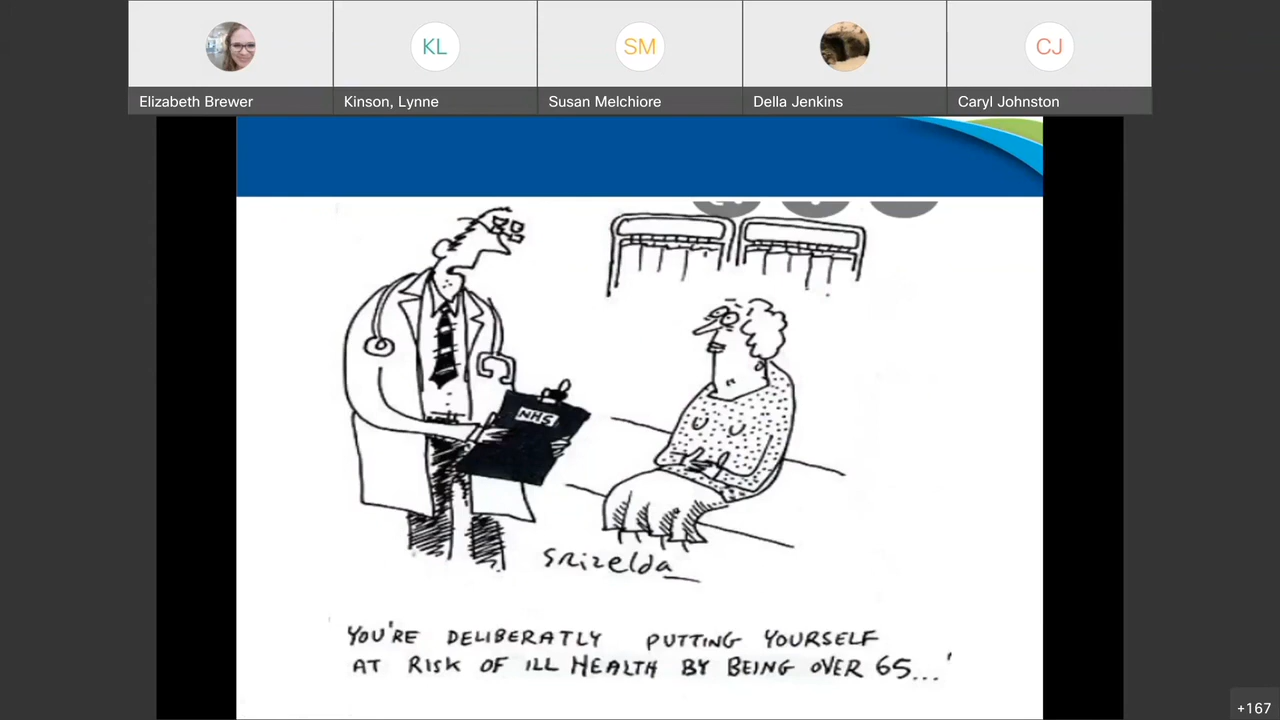 KL
SM
CJ
Elizabeth Brewer
Kinson, Lynne
Susan Melchiore
Della Jenkins
Caryl Johnston
NHS
Srizelda
YOU'RE DELIBERATLY PUTTING YOURSELF
AT RISK OF ILL HEALTH BY BEING OVER 65...'
+167